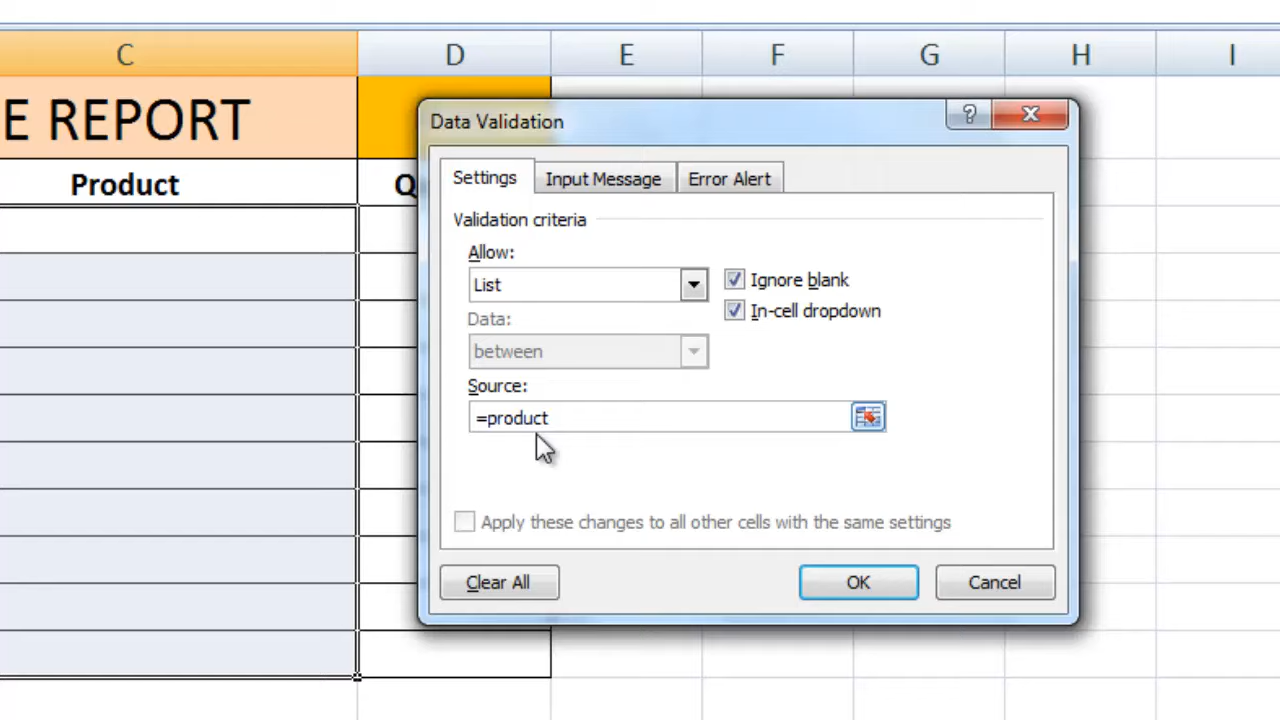 C D E F G H I
E REPORT
Product Q
Data Validation
?
Settings Input Message Error Alert
Validation criteria
Allow:
List
Ignore blank
Data:
In-cell dropdown
between
Source:
=product
Apply these changes to all other cells with the same settings
Clear All OK Cancel